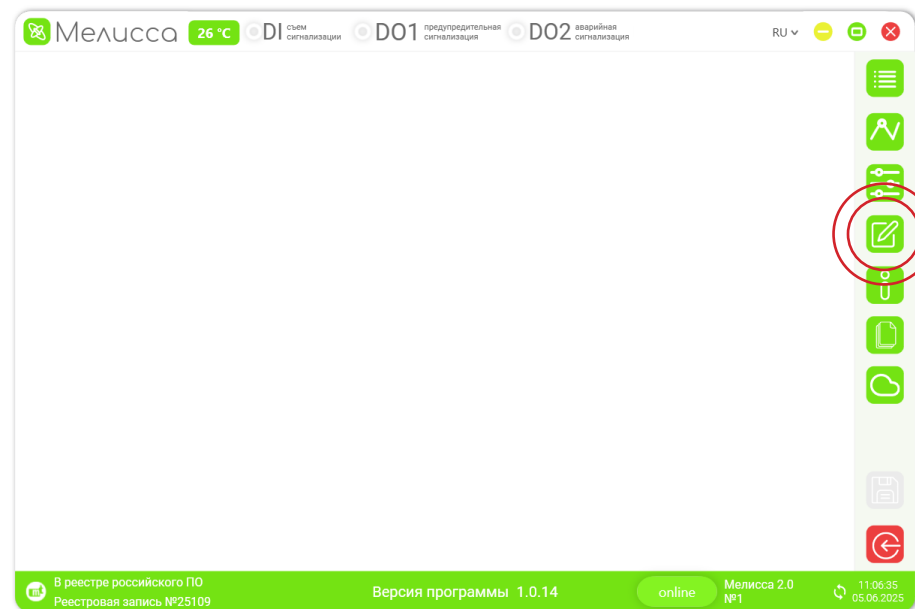 Мелисса
26 °C
DI съем
сигнализации
DO1 предупредительная
сигнализация
DO2 аварийная
сигнализация
RU
В реестре российского ПО
Реестровая запись №25109
Версия программы 1.0.14
online
Мелисса 2.0
№1
11:06:35
05.06.2025